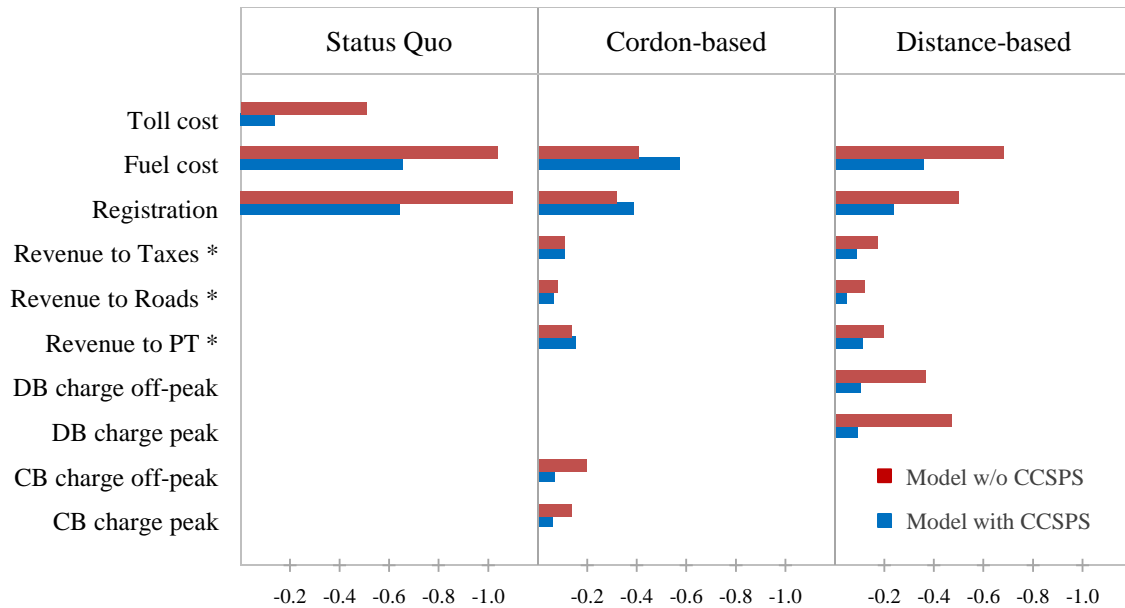 Status Quo Cordon-based Distance-based
Toll cost
Fuel cost
Registration
Revenue to Taxes *
Revenue to Roads *
Revenue to PT *
DB charge off-peak
DB charge peak
CB charge off-peak
CB charge peak
Model w/o CCSPS
Model with CCSPS
-0.2 -0.4 -0.6 -0.8 -1.0 -0.2 -0.4 -0.6 -0.8 -1.0 -0.2 -0.4 -0.6 -0.8 -1.0